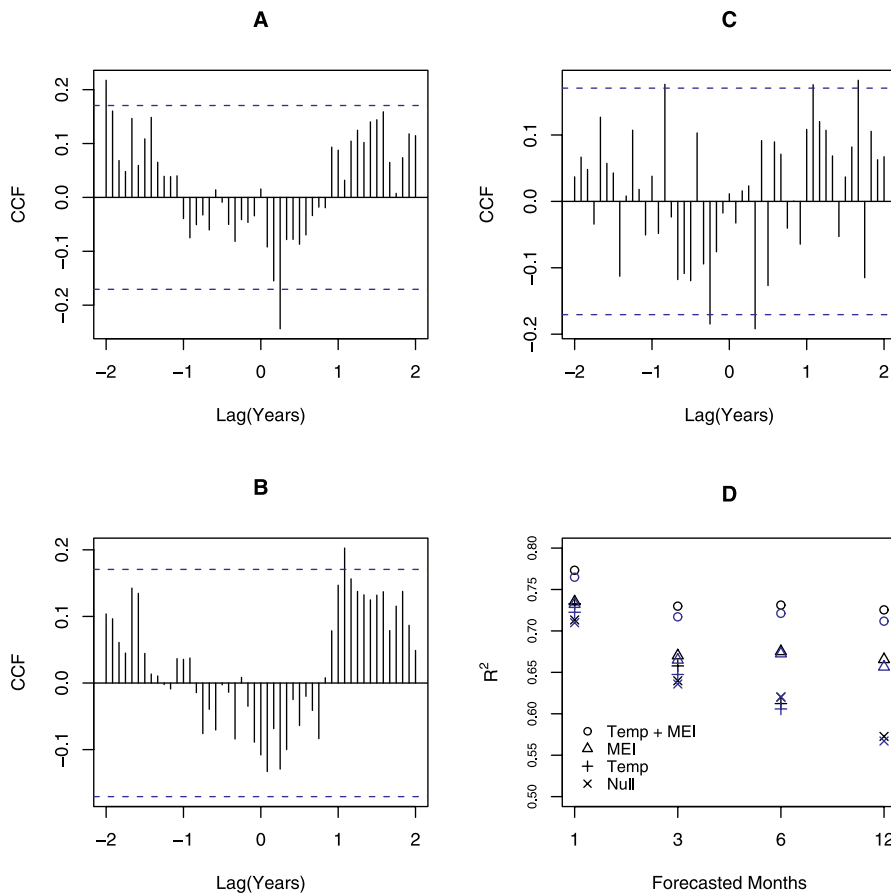 A
CCF
0.2
0.1
0.0
−0.1
−0.2
−2
−1
0
1
2
Lag(Years)
C
CCF
0.1
0.0
−0.1
−0.2
−2
−1
0
1
2
Lag(Years)
B
CCF
0.2
0.1
0.0
−0.1
−2
−1
0
1
2
Lag(Years)
D
R²
0.80
0.75
0.70
0.65
0.60
0.55
0.50
Temp + MEI
MEI
Temp
Null
1
3
6
12
Forecasted Months